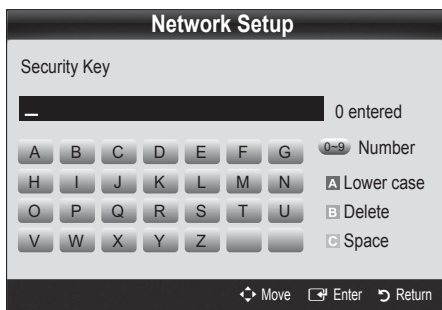 Network Setup
Security Key
_ 0 entered
A B C D E F G 0~9 Number
H I J K L M N A Lower case
O P Q R S T U B Delete
V W X Y Z C Space
Move Enter Return